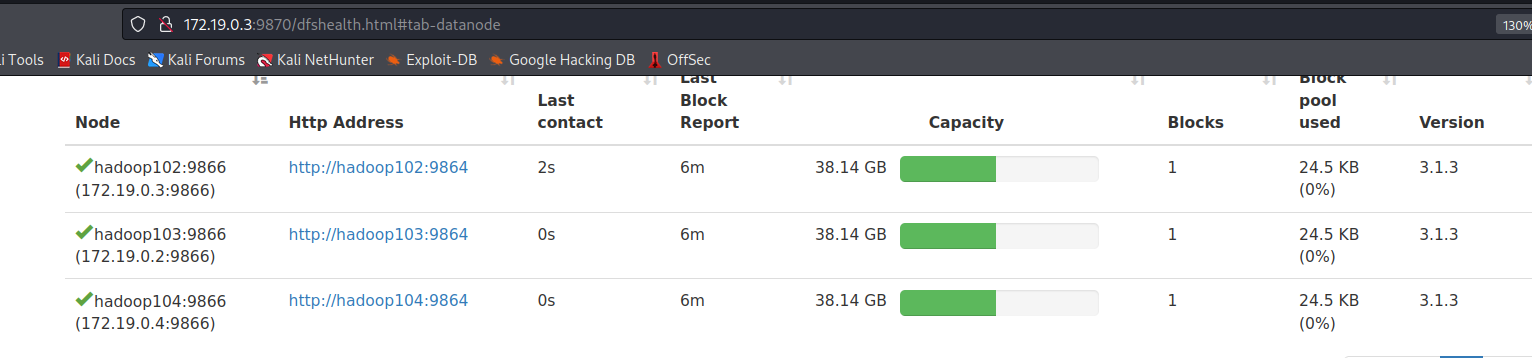 172.19.0.3:9870/dfshealth.html#tab-datanode
130%
i Tools Kali Docs Kali Forums Kali NetHunter Exploit-DB Google Hacking DB OffSec
Node
Http Address
Last
contact
Last
Block
Report
Capacity
Blocks
Block
pool
used
Version
hadoop102:9866
(172.19.0.3:9866)
http://hadoop102:9864
2s
6m
38.14 GB
1
24.5 KB
(0%)
3.1.3
hadoop103:9866
(172.19.0.2:9866)
http://hadoop103:9864
0s
6m
38.14 GB
1
24.5 KB
(0%)
3.1.3
hadoop104:9866
(172.19.0.4:9866)
http://hadoop104:9864
0s
6m
38.14 GB
1
24.5 KB
(0%)
3.1.3